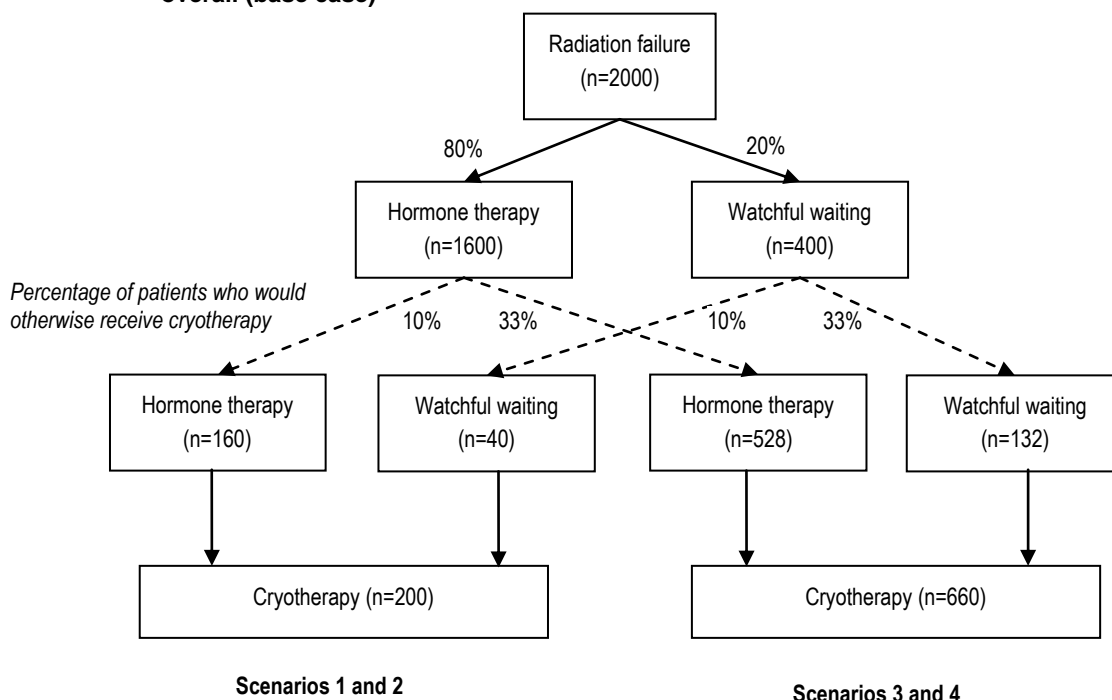 overall (base case)
Radiation failure
(n=2000)
80%
20%
Hormone therapy
(n=1600)
Watchful waiting
(n=400)
Percentage of patients who would
otherwise receive cryotherapy
10%
33%
10%
33%
Hormone therapy
(n=160)
Watchful waiting
(n=40)
Hormone therapy
(n=528)
Watchful waiting
(n=132)
Cryotherapy (n=200)
Cryotherapy (n=660)
Scenarios 1 and 2
Scenarios 3 and 4